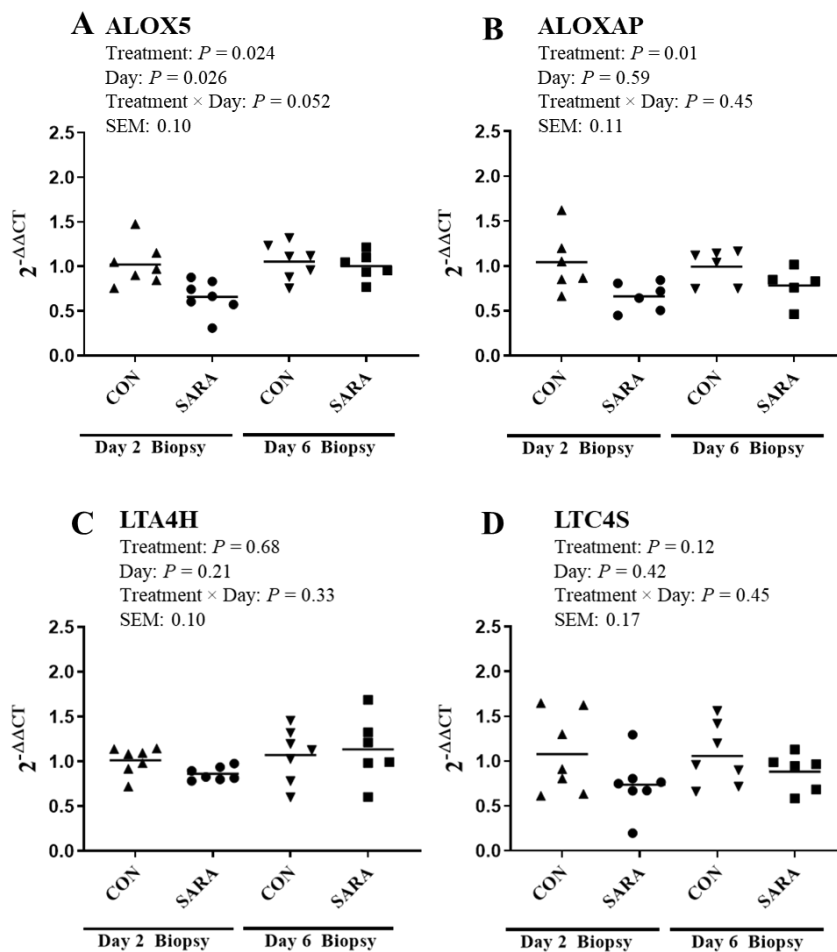 A ALOX5
Treatment: P = 0.024
Day: P = 0.026
Treatment × Day: P = 0.052
SEM: 0.10
2.5
2.0
1.5
1.0
0.5
0.0
2^-ΔΔCT
CON
SARA
CON
SARA
Day 2 Biopsy
Day 6 Biopsy
B ALOXAP
Treatment: P = 0.01
Day: P = 0.59
Treatment × Day: P = 0.45
SEM: 0.11
2.5
2.0
1.5
1.0
0.5
0.0
2^-ΔΔCT
CON
SARA
CON
SARA
Day 2 Biopsy
Day 6 Biopsy
C LTA4H
Treatment: P = 0.68
Day: P = 0.21
Treatment × Day: P = 0.33
SEM: 0.10
2.5
2.0
1.5
1.0
0.5
0.0
2^-ΔΔCT
CON
SARA
CON
SARA
Day 2 Biopsy
Day 6 Biopsy
D LTC4S
Treatment: P = 0.12
Day: P = 0.42
Treatment × Day: P = 0.45
SEM: 0.17
2.5
2.0
1.5
1.0
0.5
0.0
2^-ΔΔCT
CON
SARA
CON
SARA
Day 2 Biopsy
Day 6 Biopsy